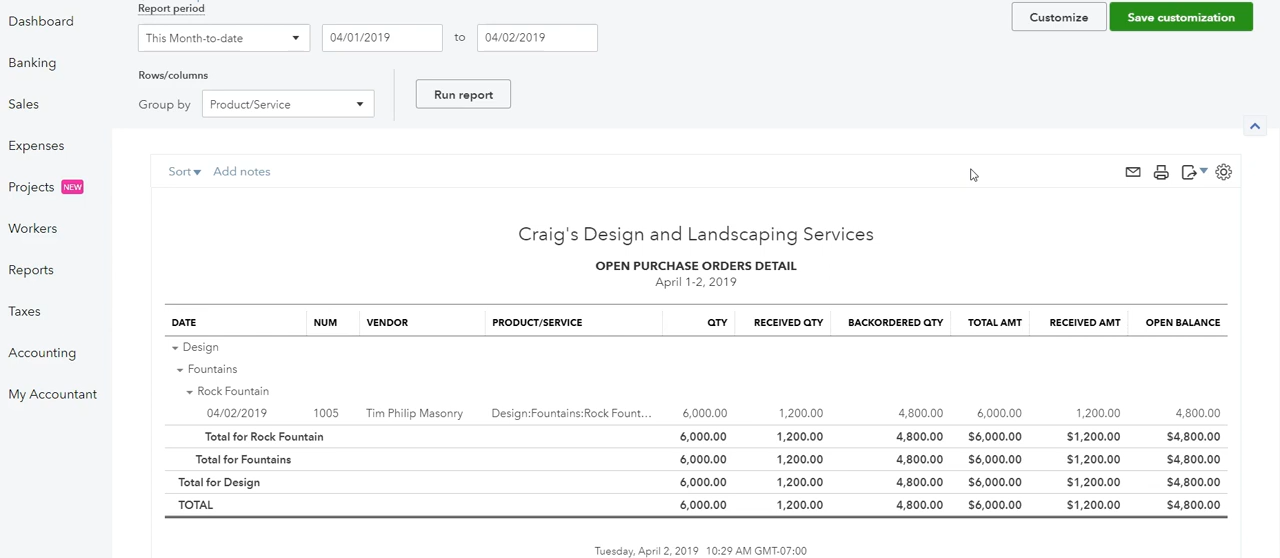 Dashboard
Banking
Sales
Expenses
Projects NEW
Workers
Reports
Taxes
Accounting
My Accountant
Report period
This Month-to-date 04/01/2019 to 04/02/2019
Customize Save customization
Rows/columns
Group by Product/Service Run report
Sort Add notes
Craig's Design and Landscaping Services
OPEN PURCHASE ORDERS DETAIL
April 1-2, 2019
DATE NUM VENDOR PRODUCT/SERVICE QTY RECEIVED QTY BACKORDERED QTY TOTAL AMT RECEIVED AMT OPEN BALANCE
Design
Fountains
Rock Fountain
04/02/2019 1005 Tim Philip Masonry Design:Fountains:Rock Fount... 6,000.00 1,200.00 4,800.00 6,000.00 1,200.00 4,800.00
Total for Rock Fountain 6,000.00 1,200.00 4,800.00 $6,000.00 $1,200.00 $4,800.00
Total for Fountains 6,000.00 1,200.00 4,800.00 $6,000.00 $1,200.00 $4,800.00
Total for Design 6,000.00 1,200.00 4,800.00 $6,000.00 $1,200.00 $4,800.00
TOTAL 6,000.00 1,200.00 4,800.00 $6,000.00 $1,200.00 $4,800.00
Tuesday, April 2, 2019 10:29 AM GMT-07:00